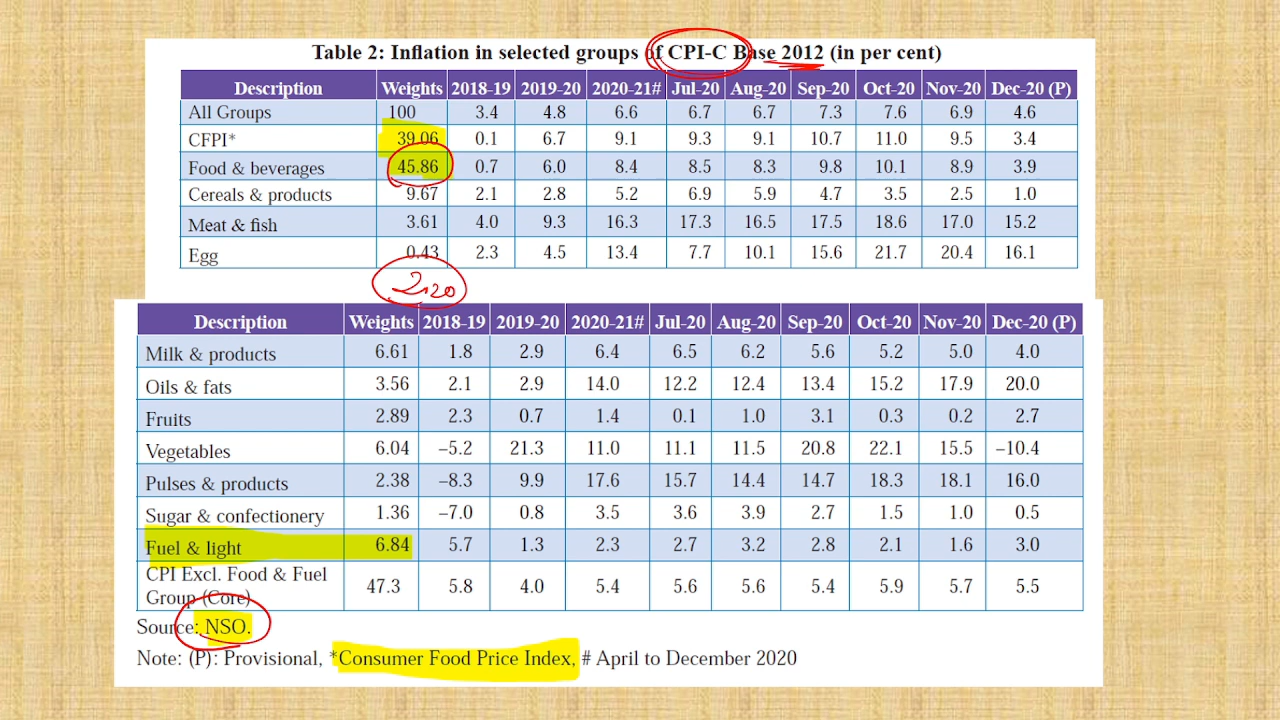 Table 2: Inflation in selected groups of CPI-C Base 2012 (in per cent)
Description Weights 2018-19 2019-20 2020-21# Jul-20 Aug-20 Sep-20 Oct-20 Nov-20 Dec-20 (P)
All Groups 100 3.4 4.8 6.6 6.7 6.7 7.3 7.6 6.9 4.6
CFPI* 39.06 0.1 6.7 9.1 9.3 9.1 10.7 11.0 9.5 3.4
Food & beverages 45.86 0.7 6.0 8.4 8.5 8.3 9.8 10.1 8.9 3.9
Cereals & products 9.67 2.1 2.8 5.2 6.9 5.9 4.7 3.5 2.5 1.0
Meat & fish 3.61 4.0 9.3 16.3 17.3 16.5 17.5 18.6 17.0 15.2
Egg 0.43 2.3 4.5 13.4 7.7 10.1 15.6 21.7 20.4 16.1
Description Weights 2018-19 2019-20 2020-21# Jul-20 Aug-20 Sep-20 Oct-20 Nov-20 Dec-20 (P)
Milk & products 6.61 1.8 2.9 6.4 6.5 6.2 5.6 5.2 5.0 4.0
Oils & fats 3.56 2.1 2.9 14.0 12.2 12.4 13.4 15.2 17.9 20.0
Fruits 2.89 2.3 0.7 1.4 0.1 1.0 3.1 0.3 0.2 2.7
Vegetables 6.04 –5.2 21.3 11.0 11.1 11.5 20.8 22.1 15.5 –10.4
Pulses & products 2.38 –8.3 9.9 17.6 15.7 14.4 14.7 18.3 18.1 16.0
Sugar & confectionery 1.36 –7.0 0.8 3.5 3.6 3.9 2.7 1.5 1.0 0.5
Fuel & light 6.84 5.7 1.3 2.3 2.7 3.2 2.8 2.1 1.6 3.0
CPI Excl. Food & Fuel
Group (Core) 47.3 5.8 4.0 5.4 5.6 5.6 5.4 5.9 5.7 5.5
Source: NSO.
Note: (P): Provisional, *Consumer Food Price Index, # April to December 2020